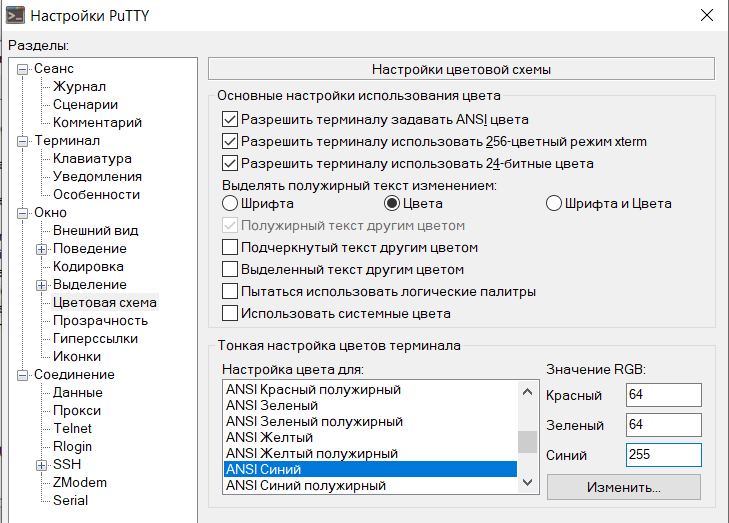 Настройки PuTTY
Разделы:
Сеанс
Журнал
Сценарии
Комментарий
Терминал
Клавиатура
Уведомления
Особенности
Окно
Внешний вид
Поведение
Кодировка
Выделение
Цветовая схема
Прозрачность
Гиперссылки
Иконки
Соединение
Данные
Прокси
Telnet
Rlogin
SSH
ZModem
Serial
Настройки цветовой схемы
Основные настройки использования цвета
Разрешить терминалу задавать ANSI цвета
Разрешить терминалу использовать 256-цветный режим xterm
Разрешить терминалу использовать 24-битные цвета
Выделять полужирный текст изменением:
Шрифта Цвета Шрифта и Цвета
Полужирный текст другим цветом
Подчеркнутый текст другим цветом
Выделенный текст другим цветом
Пытаться использовать логические палитры
Использовать системные цвета
Тонкая настройка цветов терминала
Настройка цвета для:
ANSI Красный полужирный
ANSI Зеленый
ANSI Зеленый полужирный
ANSI Желтый
ANSI Желтый полужирный
ANSI Синий
ANSI Синий полужирный
Значение RGB:
Красный 64
Зеленый 64
Синий 255
Изменить...